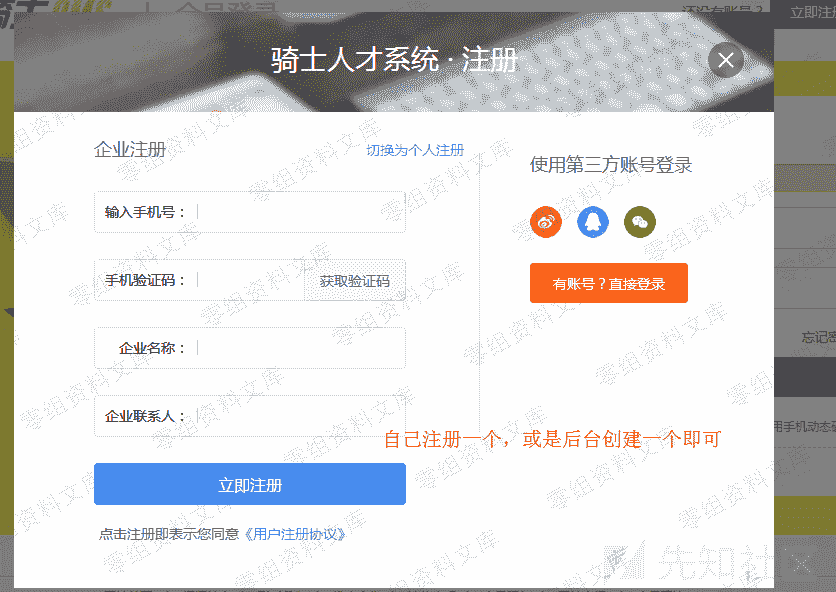 会员登录
还没有账号？
立即注
骑士人才系统 · 注册
企业注册
切换为个人注册
使用第三方账号登录
输入手机号：
手机验证码：
获取验证码
有账号？直接登录
企业名称：
忘记密
企业联系人：
用手机动态
自己注册一个，或是后台创建一个即可
立即注册
点击注册即表示您同意《用户注册协议》
零组资料文库
先知社区